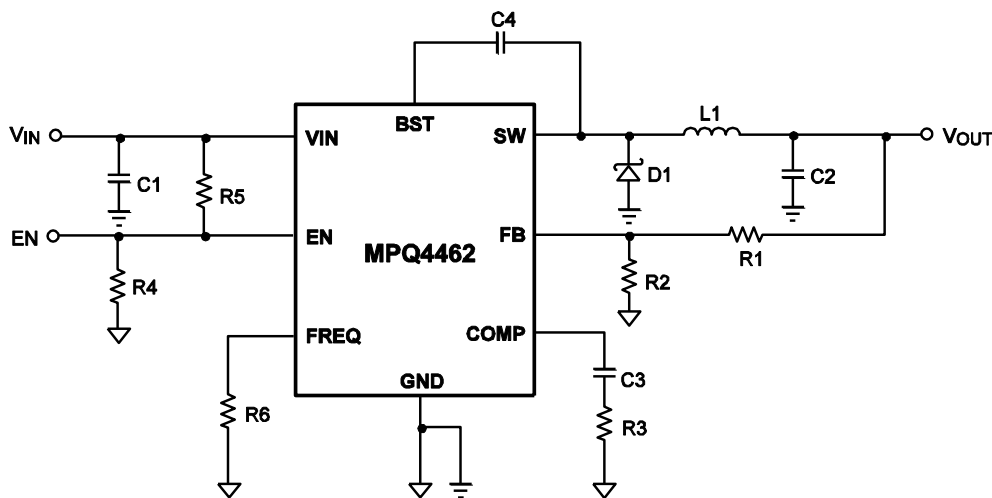 C4
L1
VIN
VIN
BST
SW
VOUT
C1
R5
D1
C2
EN
EN
FB
MPQ4462
R1
R2
R4
FREQ
COMP
GND
C3
R6
R3